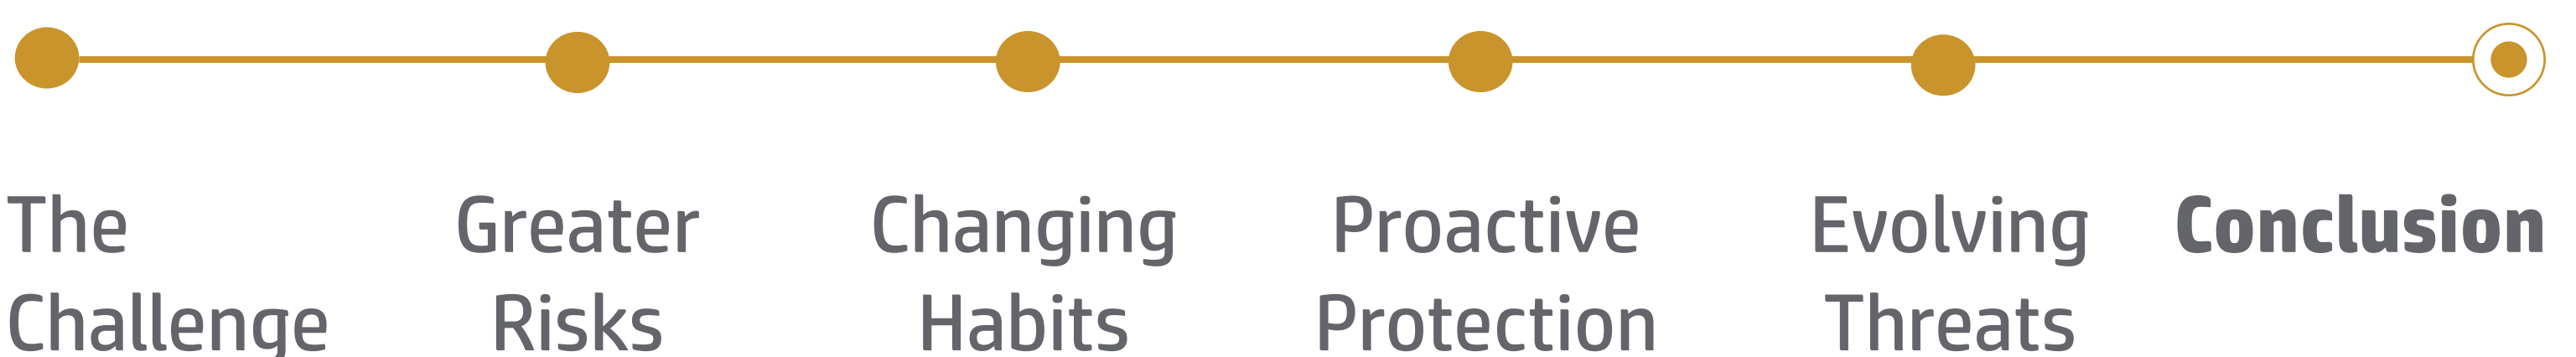 The
Challenge
Greater
Risks
Changing
Habits
Proactive
Protection
Evolving
Threats
Conclusion